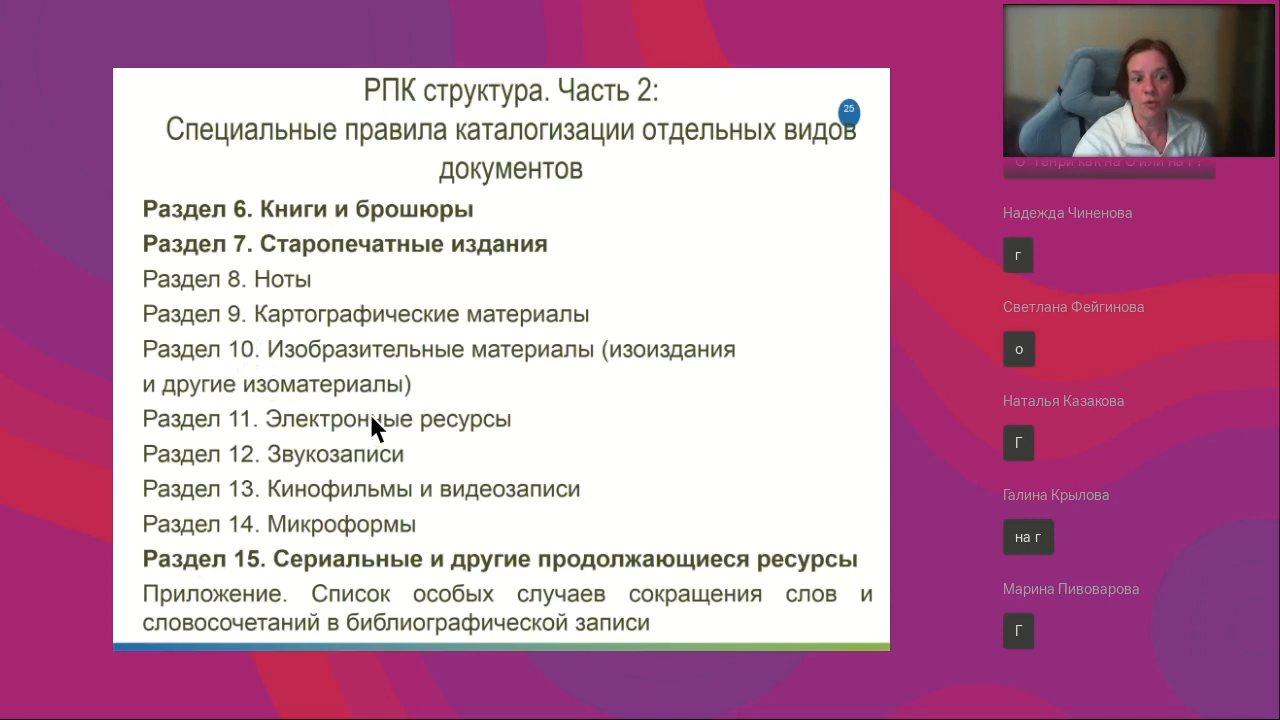 РПК структура. Часть 2:
25
Специальные правила каталогизации отдельных видов
документов
Раздел 6. Книги и брошюры
Раздел 7. Старопечатные издания
Раздел 8. Ноты
Раздел 9. Картографические материалы
Раздел 10. Изобразительные материалы (изоиздания
и другие изоматериалы)
Раздел 11. Электронные ресурсы
Раздел 12. Звукозаписи
Раздел 13. Кинофильмы и видеозаписи
Раздел 14. Микроформы
Раздел 15. Сериальные и другие продолжающиеся ресурсы
Приложение. Список особых случаев сокращения слов и
словосочетаний в библиографической записи
Надежда Чиненова
г
Светлана Фейгинова
о
Наталья Казакова
Г
Галина Крылова
на г
Марина Пивоварова
Г